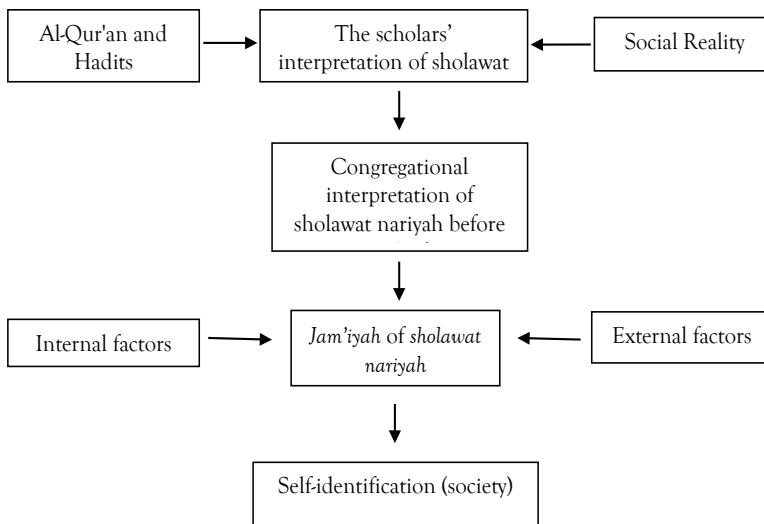 Al-Qur'an and
Hadits
The scholars'
interpretation of sholawat
Social Reality
Congregational
interpretation of
sholawat nariyah before
Internal factors
Jam'iyah of sholawat
nariyah
External factors
Self-identification (society)